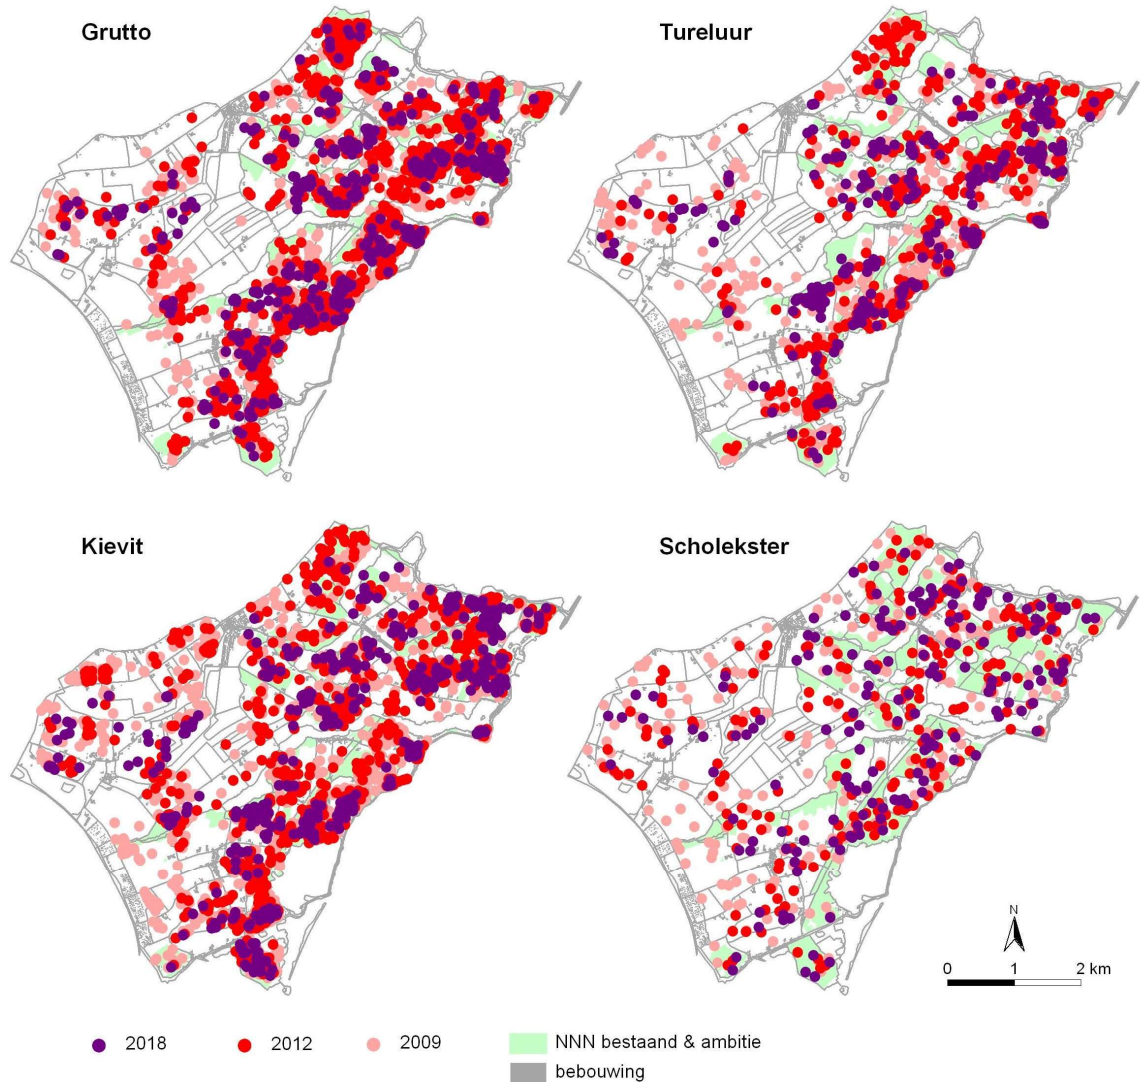 Grutto
Tureluur
Kievit
Scholekster
N
0 1 2 km
2018 2012 2009 NNN bestaand & ambitie
bebouwing